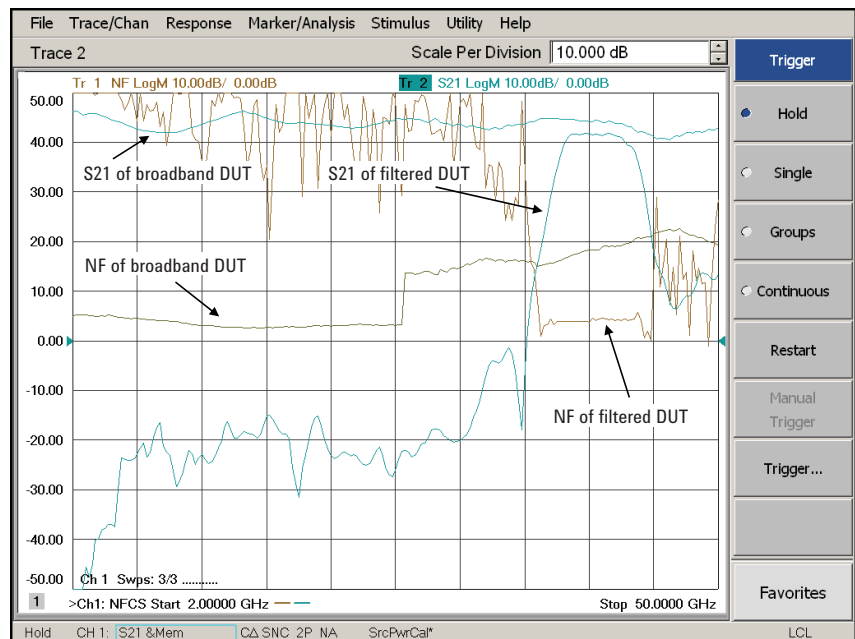 File Trace/Chan Response Marker/Analysis Stimulus Utility Help
Trace 2 Scale Per Division 10.000 dB
Tr 1 NF LogM 10.00dB/ 0.00dB Tr 2 S21 LogM 10.00dB/ 0.00dB
50.00
40.00
30.00
20.00
10.00
0.00
-10.00
-20.00
-30.00
-40.00
-50.00
S21 of broadband DUT
S21 of filtered DUT
NF of broadband DUT
NF of filtered DUT
Ch 1 Swps: 3/3 ..........
1 >Ch1: NFCS Start 2.00000 GHz Stop 50.0000 GHz
Trigger
Hold
Single
Groups
Continuous
Restart
Manual
Trigger
Trigger...
Favorites
Hold CH 1: S21 &Mem CΔ SNC 2P NA SrcPwrCal* LCL